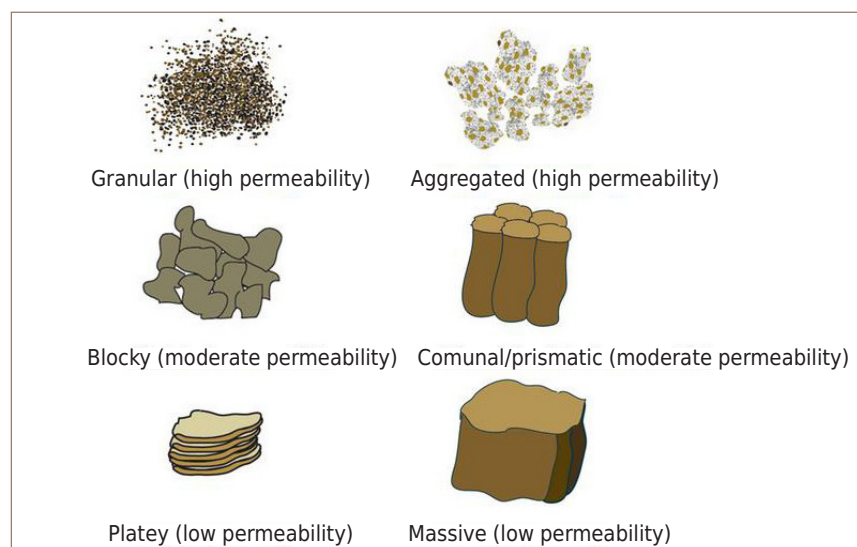 Granular (high permeability)
Aggregated (high permeability)
Blocky (moderate permeability)
Comunal/prismatic (moderate permeability)
Platey (low permeability)
Massive (low permeability)